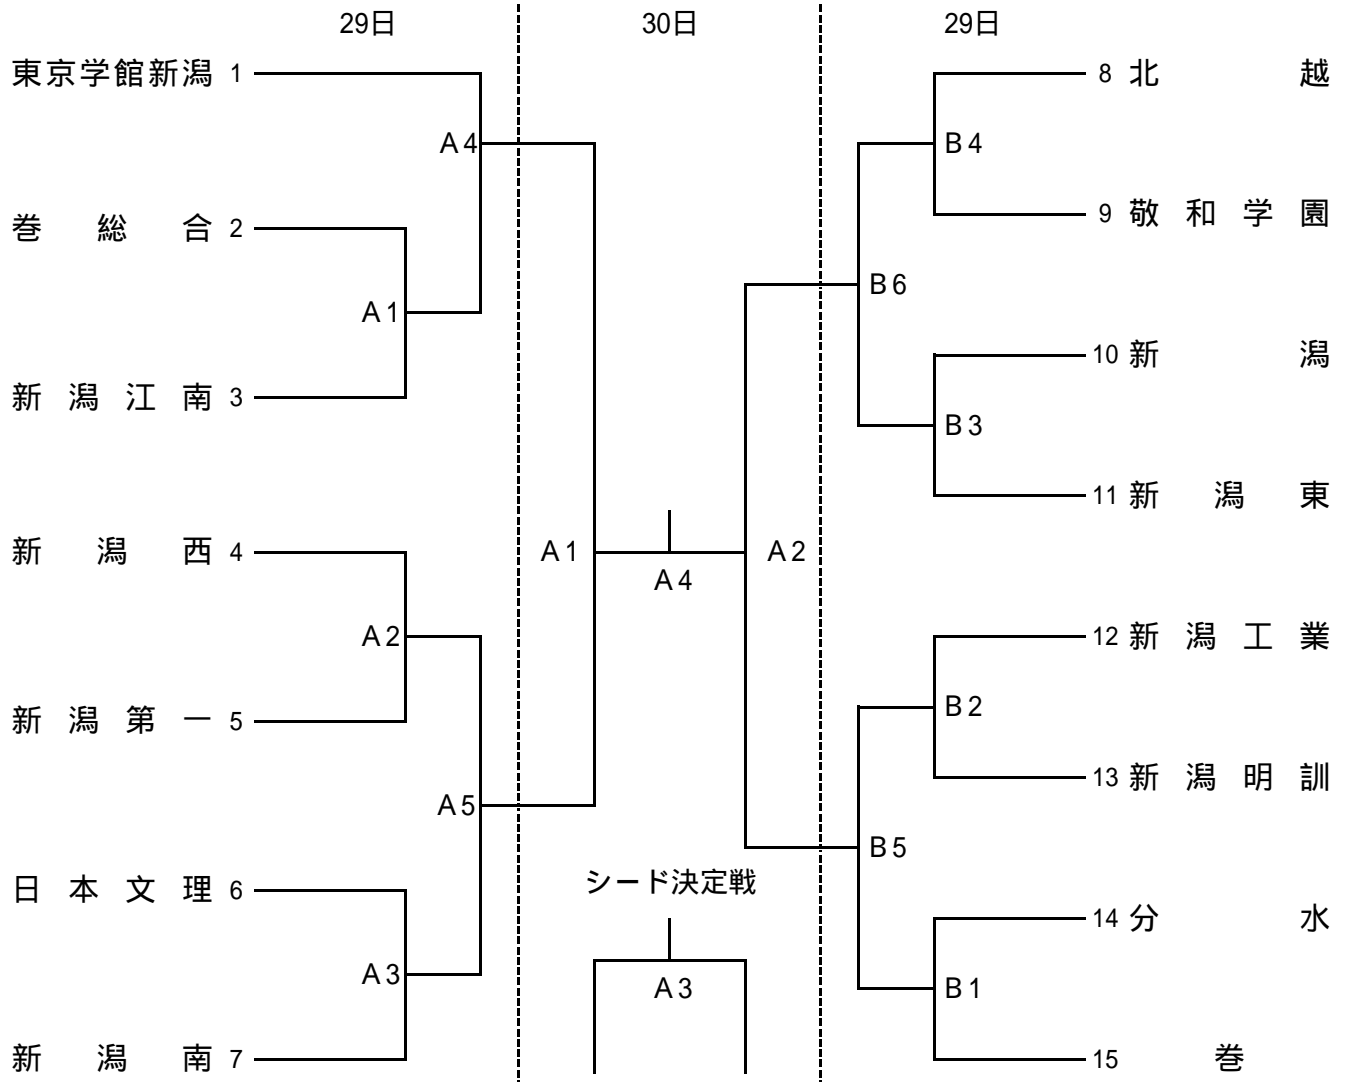 29日 30日 29日
東京学館新潟 1
8 北越
A4
B4
巻総合 2
9 敬和学園
B6
A1
10 新潟
新潟江南 3
B3
11 新潟東
新潟西 4
A1
A2
A4
A2
12 新潟工業
新潟第一 5
B2
13 新潟明訓
A5
B5
シード決定戦
日本文理 6
14 分水
A3
A3
B1
新潟南 7
15 巻